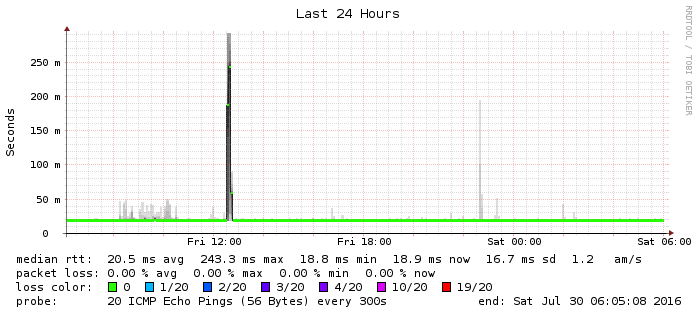 Last 24 Hours
RRDTOOL / TOBI OETIKER
Seconds
250 m
200 m
150 m
100 m
50 m
0
Fri 12:00 Fri 18:00 Sat 00:00 Sat 06:00
median rtt: 20.5 ms avg 243.3 ms max 18.8 ms min 18.9 ms now 16.7 ms sd 1.2 am/s
packet loss: 0.00 % avg 0.00 % max 0.00 % min 0.00 % now
loss color: 0 1/20 2/20 3/20 4/20 10/20 19/20
probe: 20 ICMP Echo Pings (56 Bytes) every 300s end: Sat Jul 30 06:05:08 2016